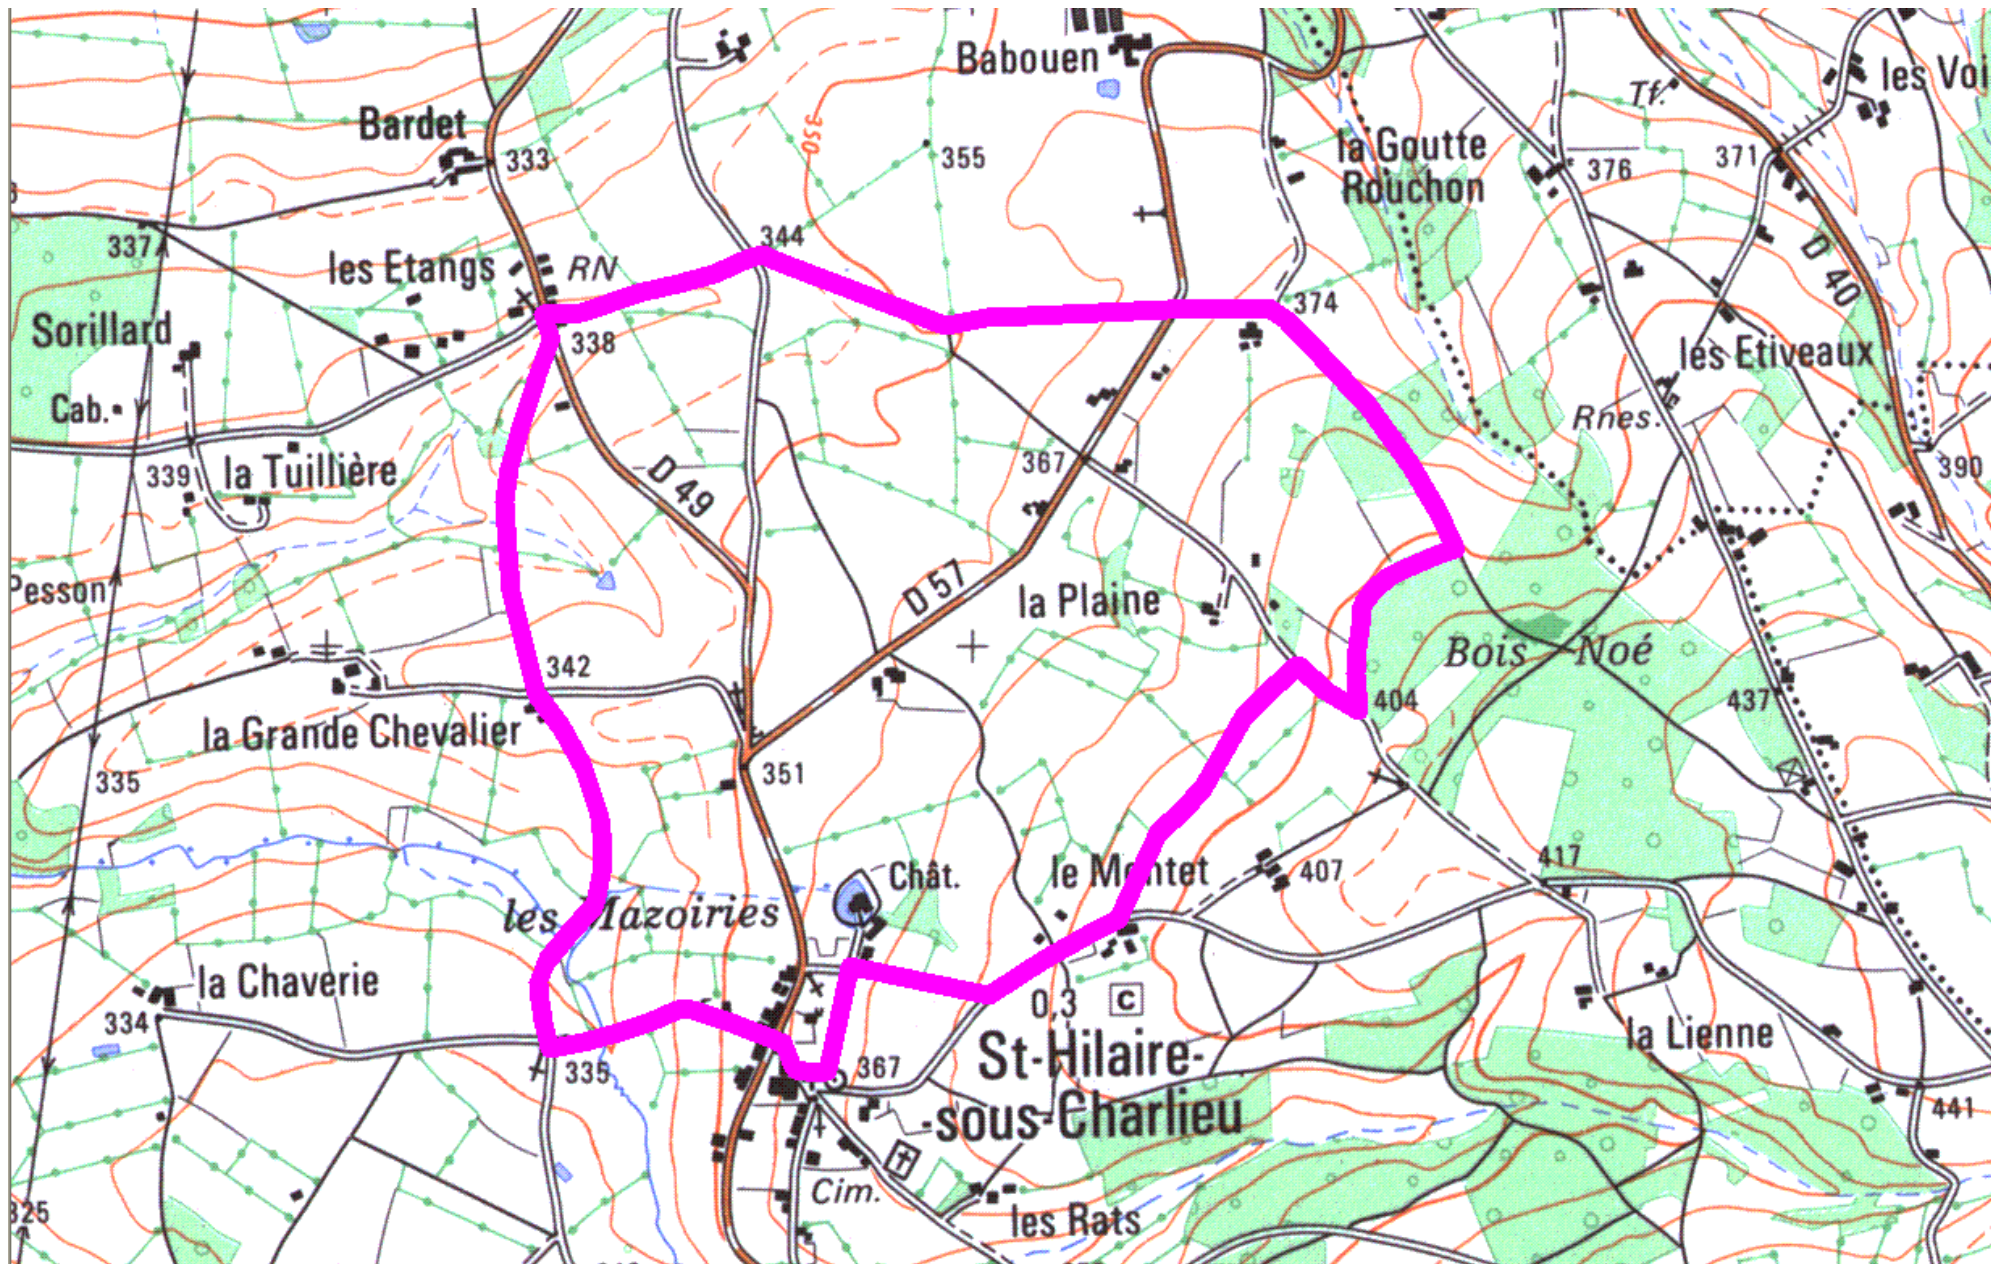 Babouen
les Voi
Tf.
Bardet
333
350
355
la Goutte
Rouchon
376
371
337
344
les Etangs
RN
D 40
374
Sorillard
338
les Etiveaux
Cab.
Rnes.
339
la Tuillière
D 49
367
390
Pesson
D 57
la Plaine
342
Bois Noé
404
437
la Grande Chevalier
335
351
417
Chât.
le Montet
407
les Mazoiries
la Chaverie
0,3
C
334
la Lienne
St-Hilaire-
-sous-Charlieu
335
367
441
Cim.
325
les Rats